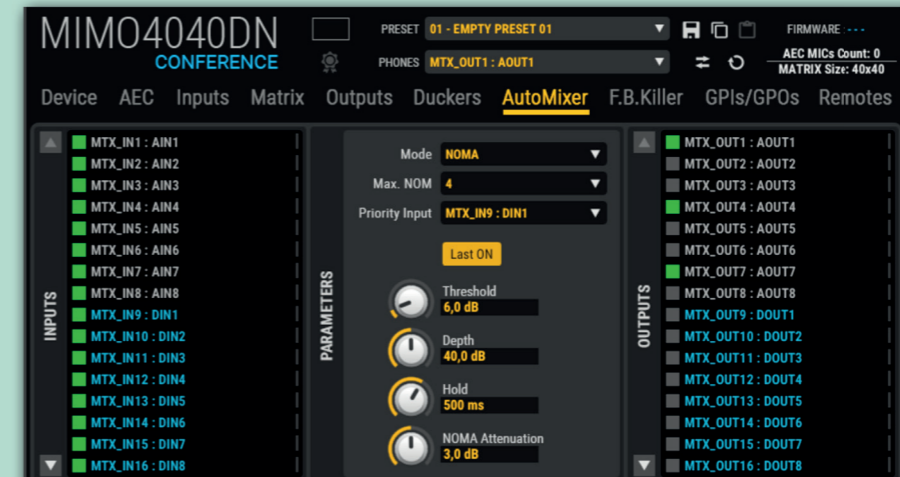 MIMO4040DN
CONFERENCE
PRESET 01 - EMPTY PRESET 01
PHONES MTX_OUT1 : AOUT1
FIRMWARE : ---
AEC MICs Count: 0
MATRIX Size: 40x40
Device AEC Inputs Matrix Outputs Duckers AutoMixer F.B.Killer GPIs/GPOs Remotes
INPUTS
MTX_IN1 : AIN1
MTX_IN2 : AIN2
MTX_IN3 : AIN3
MTX_IN4 : AIN4
MTX_IN5 : AIN5
MTX_IN6 : AIN6
MTX_IN7 : AIN7
MTX_IN8 : AIN8
MTX_IN9 : DIN1
MTX_IN10 : DIN2
MTX_IN11 : DIN3
MTX_IN12 : DIN4
MTX_IN13 : DIN5
MTX_IN14 : DIN6
MTX_IN15 : DIN7
MTX_IN16 : DIN8
PARAMETERS
Mode NOMA
Max. NOM 4
Priority Input MTX_IN9 : DIN1
Last ON
Threshold
6,0 dB
Depth
40,0 dB
Hold
500 ms
NOMA Attenuation
3,0 dB
OUTPUTS
MTX_OUT1 : AOUT1
MTX_OUT2 : AOUT2
MTX_OUT3 : AOUT3
MTX_OUT4 : AOUT4
MTX_OUT5 : AOUT5
MTX_OUT6 : AOUT6
MTX_OUT7 : AOUT7
MTX_OUT8 : AOUT8
MTX_OUT9 : DOUT1
MTX_OUT10 : DOUT2
MTX_OUT11 : DOUT3
MTX_OUT12 : DOUT4
MTX_OUT13 : DOUT5
MTX_OUT14 : DOUT6
MTX_OUT15 : DOUT7
MTX_OUT16 : DOUT8